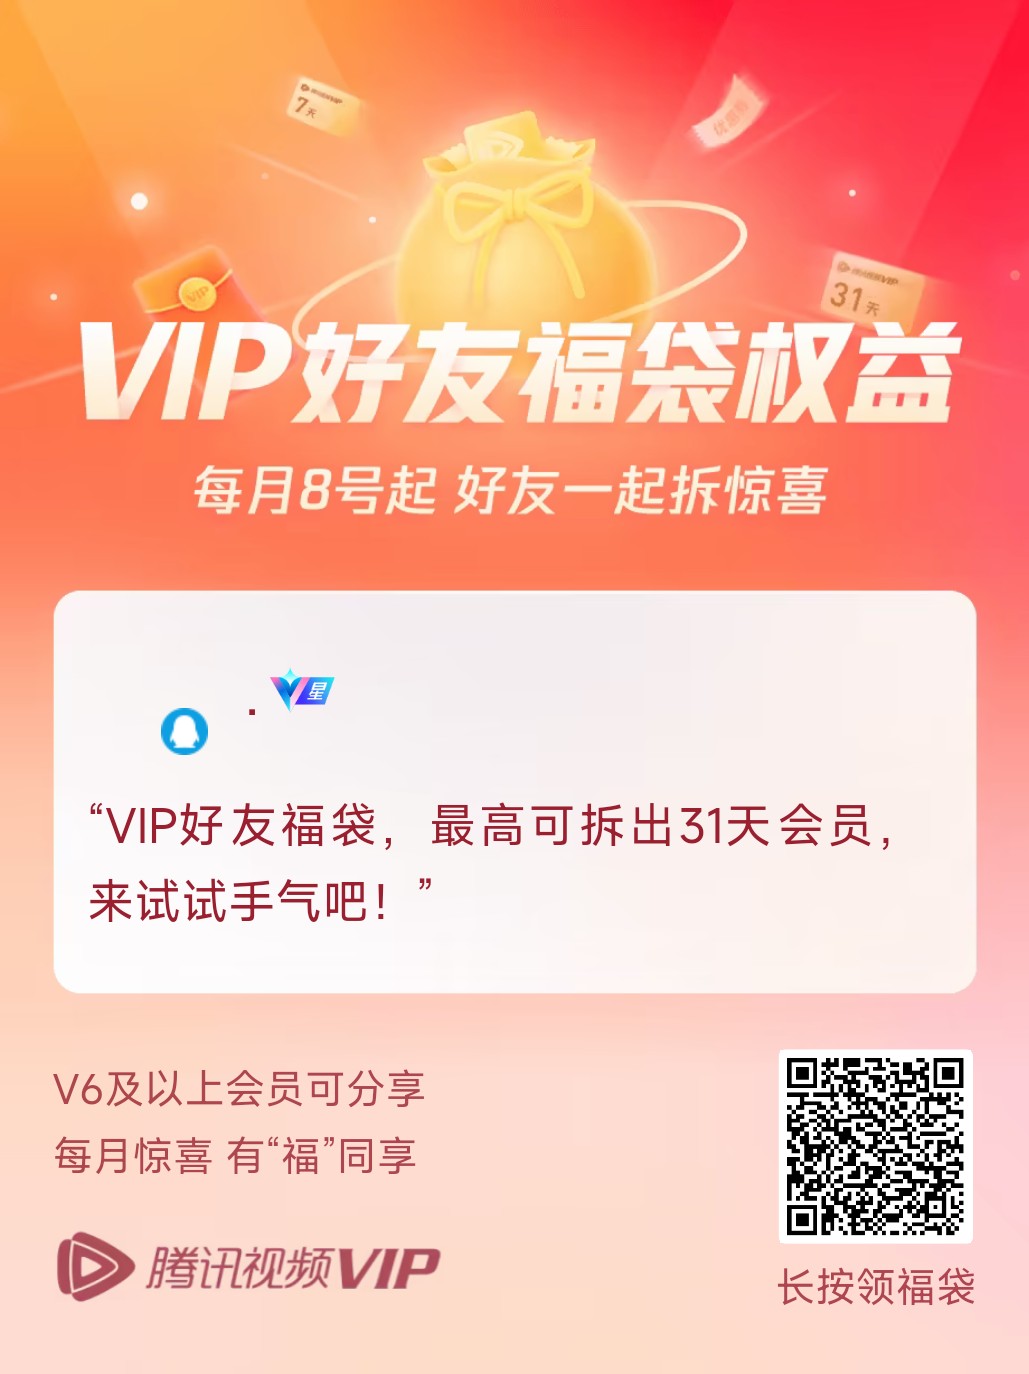 7天
优惠券
VIP
31天
VIP好友福袋权益
每月8号起 好友一起拆惊喜
.
V星
“VIP好友福袋，最高可拆出31天会员，
来试试手气吧！”
V6及以上会员可分享
每月惊喜 有“福”同享
腾讯视频VIP
长按领福袋